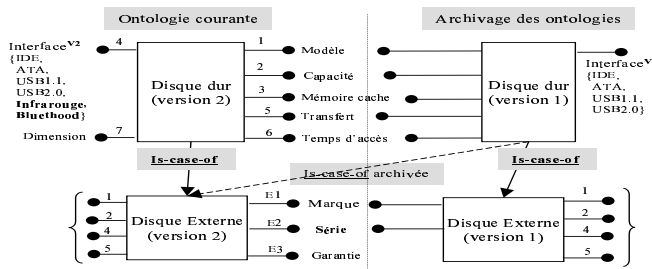 Ontologie courante
Archivage des ontologies
Interface V2
{IDE,
ATA,
USB1.1,
USB2.0,
Infrarouge,
Bluethood}
4
Dimension
7
Disque dur
(version 2)
1
Modèle
2
Capacité
3
Mémoire cache
5
Transfert
6
Temps d'accès
Disque dur
(version 1)
Interface V
{IDE,
ATA,
USB1.1,
USB2.0}
Is-case-of
Is-case-of
Is-case-of archivée
1
2
4
5
Disque Externe
(version 2)
E1
Marque
E2
Série
E3
Garantie
Disque Externe
(version 1)
1
2
4
5